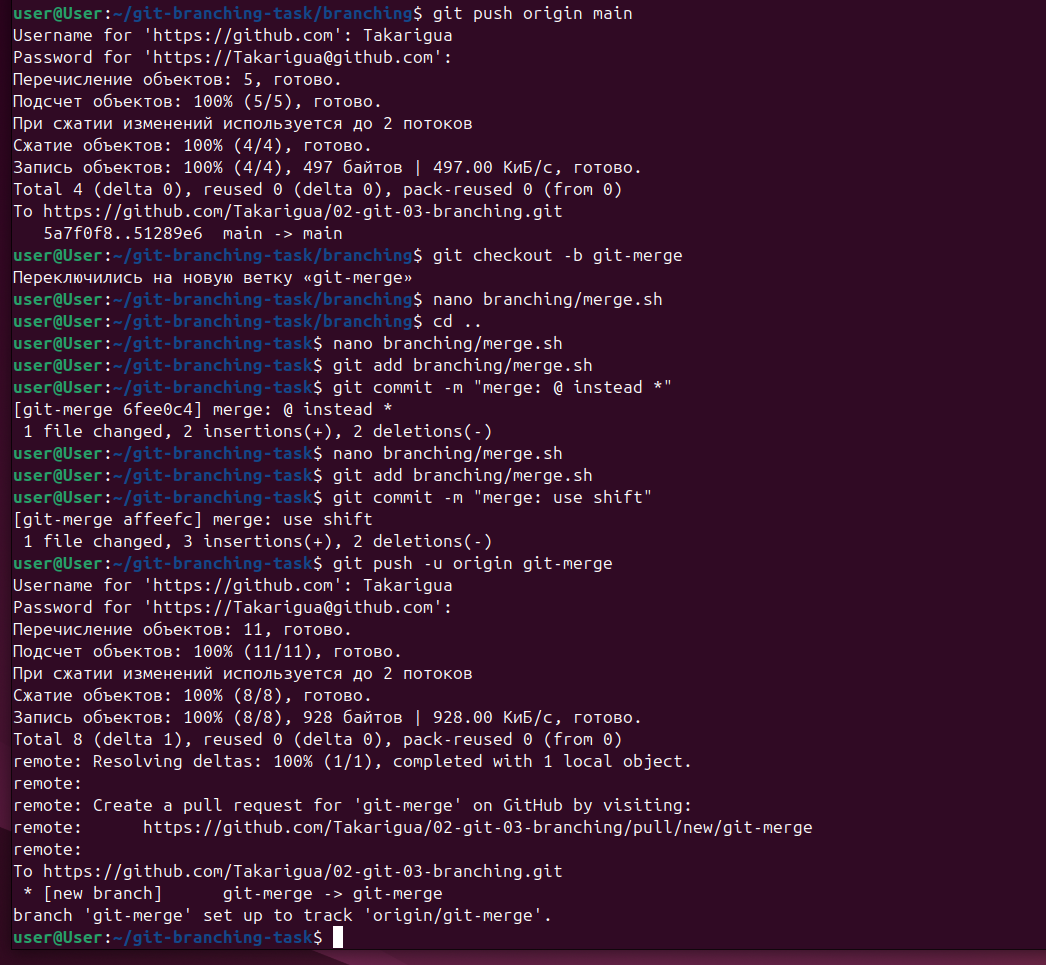 user@User:~/git-branching-task/branching$ git push origin main
Username for 'https://github.com': Takarigua
Password for 'https://Takarigua@github.com':
Перечисление объектов: 5, готово.
Подсчет объектов: 100% (5/5), готово.
При сжатии изменений используется до 2 потоков
Сжатие объектов: 100% (4/4), готово.
Запись объектов: 100% (4/4), 497 байтов | 497.00 КиБ/с, готово.
Total 4 (delta 0), reused 0 (delta 0), pack-reused 0 (from 0)
To https://github.com/Takarigua/02-git-03-branching.git
   5a7f0f8..51289e6  main -> main
user@User:~/git-branching-task/branching$ git checkout -b git-merge
Переключились на новую ветку «git-merge»
user@User:~/git-branching-task/branching$ nano branching/merge.sh
user@User:~/git-branching-task/branching$ cd ..
user@User:~/git-branching-task$ nano branching/merge.sh
user@User:~/git-branching-task$ git add branching/merge.sh
user@User:~/git-branching-task$ git commit -m "merge: @ instead *"
[git-merge 6fee0c4] merge: @ instead *
 1 file changed, 2 insertions(+), 2 deletions(-)
user@User:~/git-branching-task$ nano branching/merge.sh
user@User:~/git-branching-task$ git add branching/merge.sh
user@User:~/git-branching-task$ git commit -m "merge: use shift"
[git-merge affeefc] merge: use shift
 1 file changed, 3 insertions(+), 2 deletions(-)
user@User:~/git-branching-task$ git push -u origin git-merge
Username for 'https://github.com': Takarigua
Password for 'https://Takarigua@github.com':
Перечисление объектов: 11, готово.
Подсчет объектов: 100% (11/11), готово.
При сжатии изменений используется до 2 потоков
Сжатие объектов: 100% (8/8), готово.
Запись объектов: 100% (8/8), 928 байтов | 928.00 КиБ/с, готово.
Total 8 (delta 1), reused 0 (delta 0), pack-reused 0 (from 0)
remote: Resolving deltas: 100% (1/1), completed with 1 local object.
remote:
remote: Create a pull request for 'git-merge' on GitHub by visiting:
remote:      https://github.com/Takarigua/02-git-03-branching/pull/new/git-merge
remote:
To https://github.com/Takarigua/02-git-03-branching.git
 * [new branch]      git-merge -> git-merge
branch 'git-merge' set up to track 'origin/git-merge'.
user@User:~/git-branching-task$